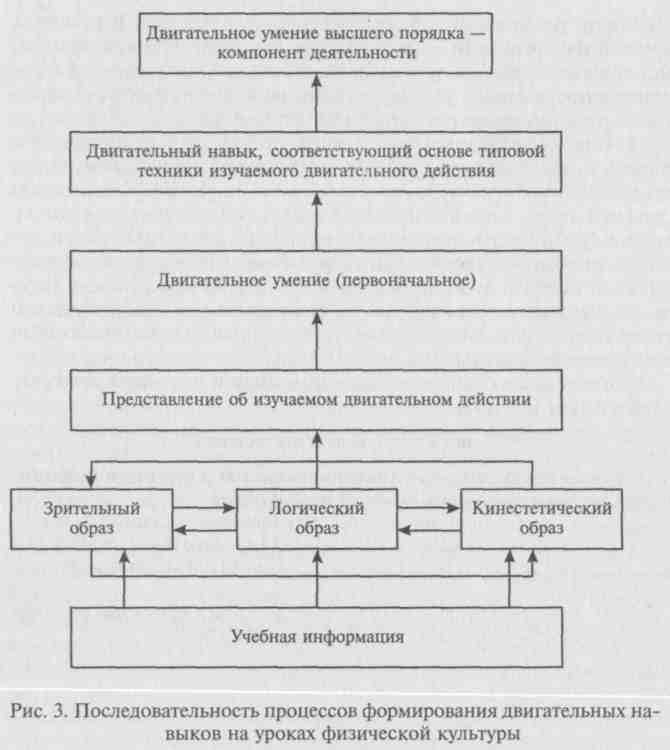 Двигательное умение высшего порядка —
компонент деятельности
Двигательный навык, соответствующий основе типовой
техники изучаемого двигательного действия
Двигательное умение (первоначальное)
Представление об изучаемом двигательном действии
Зрительный
образ
Логический
образ
Кинестетический
образ
Учебная информация
Рис. 3. Последовательность процессов формирования двигательных на-
выков на уроках физической культуры